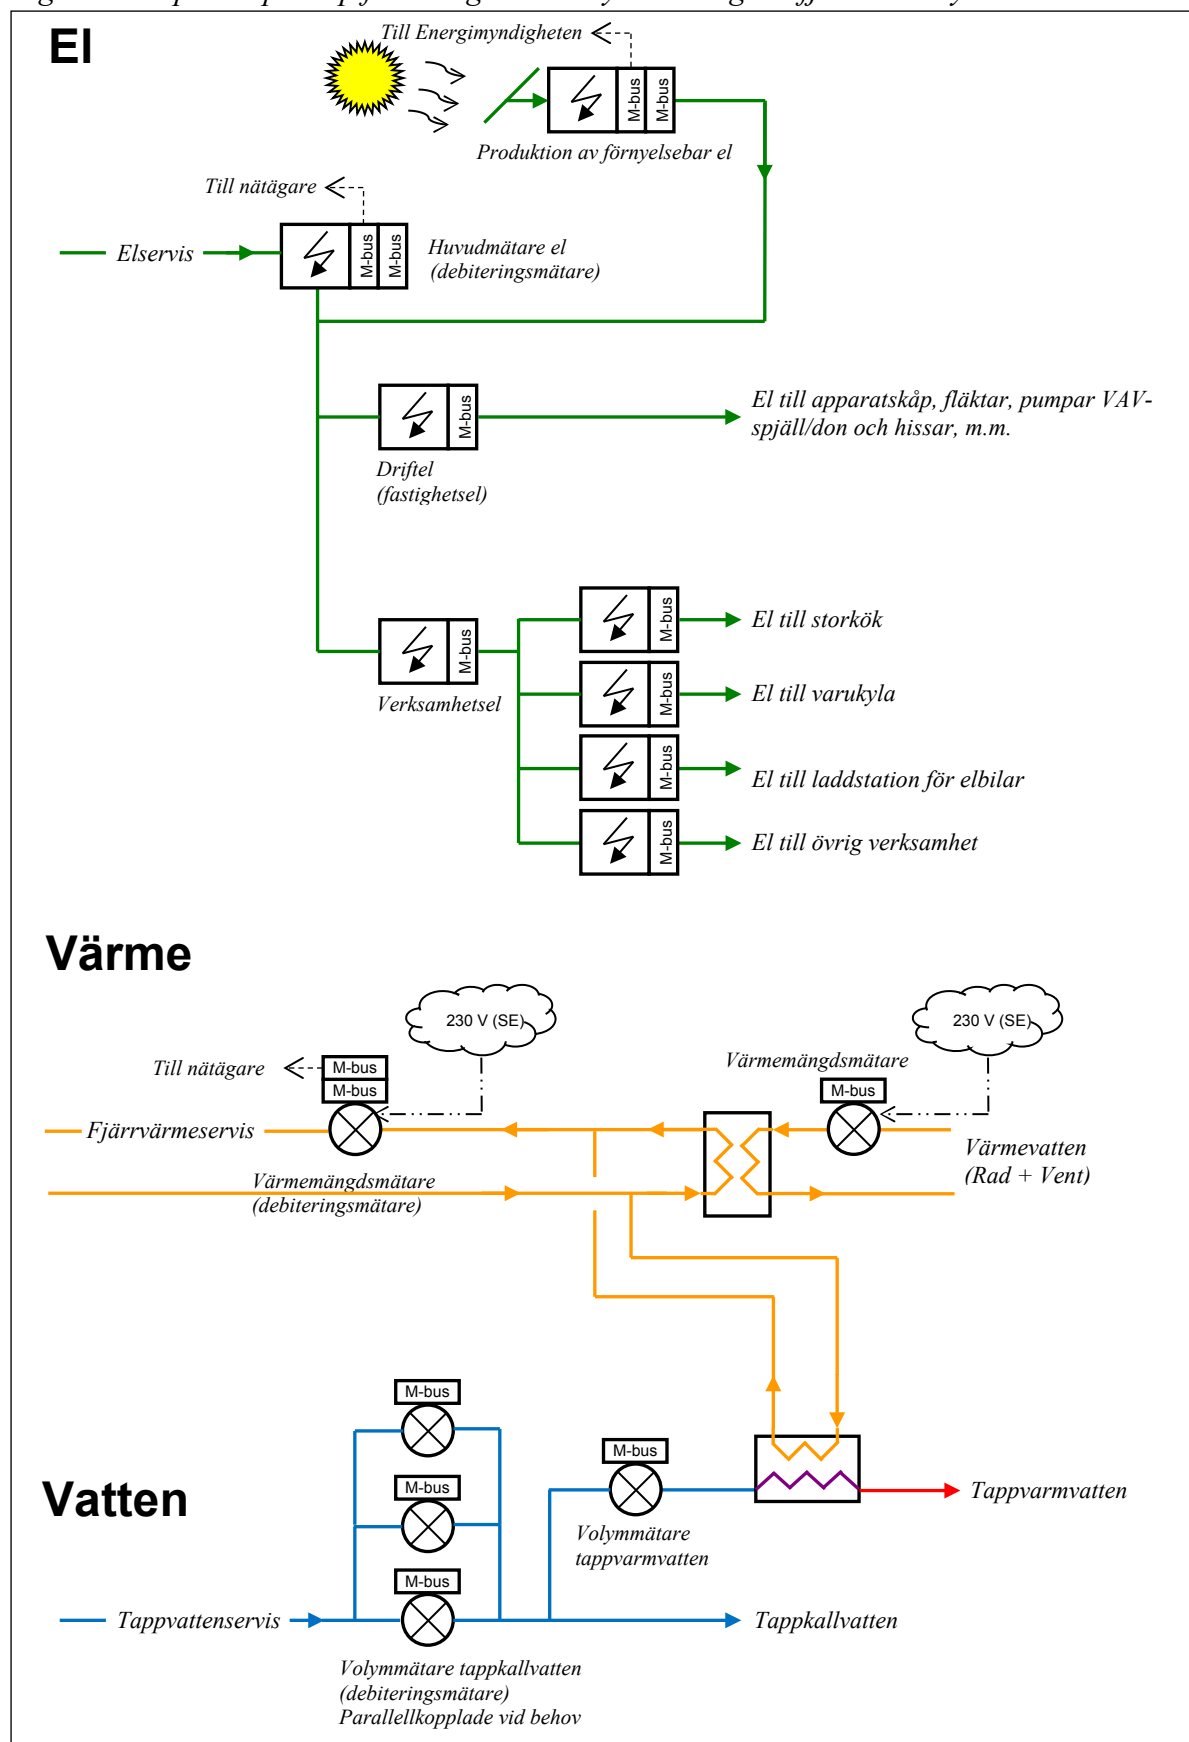 El
Till Energimyndigheten
M-bus
M-bus
Produktion av förnyelsebar el
Till nätägare
Elservis
M-bus
M-bus
Huvudmätare el
(debiteringsmätare)
M-bus
El till apparatskåp, fläktar, pumpar VAV-
spjäll/don och hissar, m.m.
Driftel
(fastighetsel)
M-bus
El till storkök
M-bus
Verksamhetsel
M-bus
El till varukyla
M-bus
El till laddstation för elbilar
M-bus
El till övrig verksamhet
Värme
230 V (SE)
230 V (SE)
Till nätägare
M-bus
M-bus
Värmemängdsmätare
M-bus
Fjärrvärmeservis
Värmevatten
(Rad + Vent)
Värmemängdsmätare
(debiteringsmätare)
M-bus
Vatten
M-bus
M-bus
Tappvarmvatten
Volymmätare
tappvarmvatten
M-bus
Tappvattenservis
Tappkallvatten
Volymmätare tappkallvatten
(debiteringsmätare)
Parallellkopplade vid behov